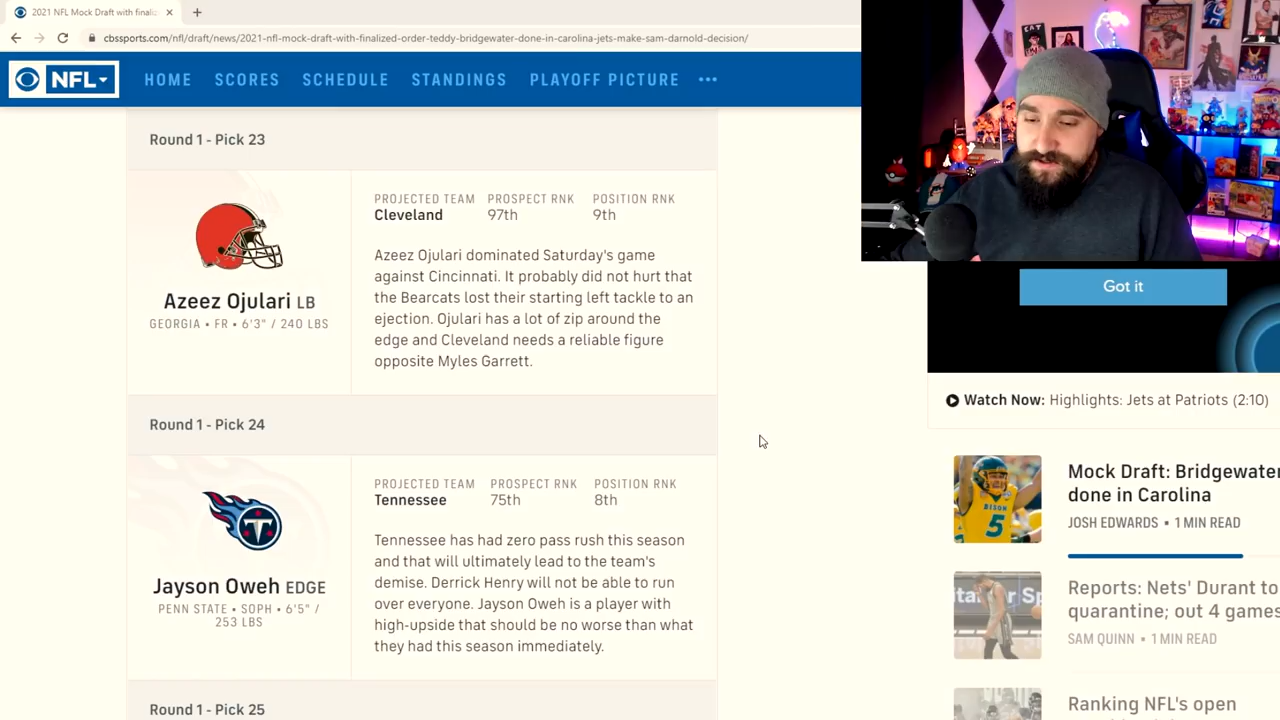 2021 NFL Mock Draft with finaliz
cbssports.com/nfl/draft/news/2021-nfl-mock-draft-with-finalized-order-teddy-bridgewater-done-in-carolina-jets-make-sam-darnold-decision/
NFL HOME SCORES SCHEDULE STANDINGS PLAYOFF PICTURE
Round 1 - Pick 23
PROJECTED TEAM PROSPECT RNK POSITION RNK
Cleveland 97th 9th
Azeez Ojulari LB
GEORGIA • FR • 6'3" / 240 LBS
Azeez Ojulari dominated Saturday's game
against Cincinnati. It probably did not hurt that
the Bearcats lost their starting left tackle to an
ejection. Ojulari has a lot of zip around the
edge and Cleveland needs a reliable figure
opposite Myles Garrett.
Round 1 - Pick 24
PROJECTED TEAM PROSPECT RNK POSITION RNK
Tennessee 75th 8th
Jayson Oweh EDGE
PENN STATE • SOPH • 6'5" /
253 LBS
Tennessee has had zero pass rush this season
and that will ultimately lead to the team's
demise. Derrick Henry will not be able to run
over everyone. Jayson Oweh is a player with
high-upside that should be no worse than what
they had this season immediately.
Round 1 - Pick 25
Got it
Watch Now: Highlights: Jets at Patriots (2:10)
BISON
5
Mock Draft: Bridgewater
done in Carolina
JOSH EDWARDS • 1 MIN READ
Reports: Nets' Durant to
quarantine; out 4 games
SAM QUINN • 1 MIN READ
Ranking NFL's open